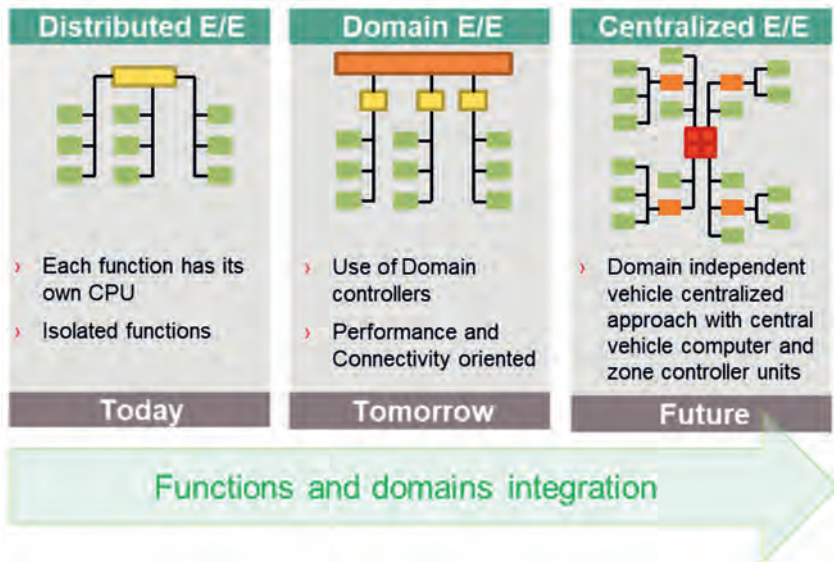 Distributed E/E
Domain E/E
Centralized E/E
› Each function has its
own CPU
› Isolated functions
› Use of Domain
controllers
› Performance and
Connectivity oriented
› Domain independent
vehicle centralized
approach with central
vehicle computer and
zone controller units
Today
Tomorrow
Future
Functions and domains integration